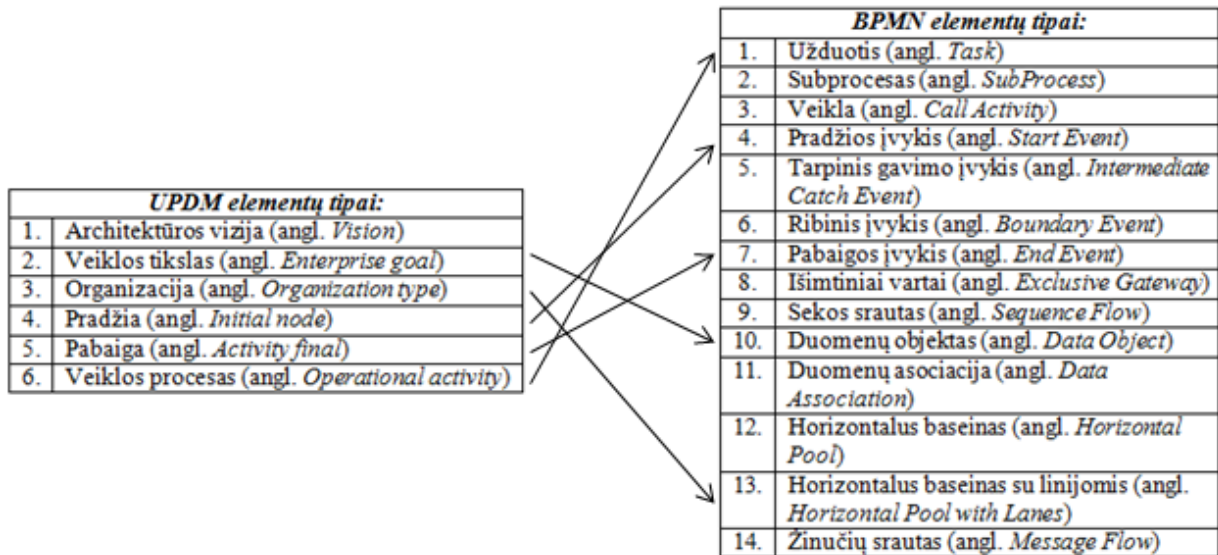 UPDM elementų tipai:
1. Architektūros vizija (angl. Vision)
2. Veiklos tikslas (angl. Enterprise goal)
3. Organizacija (angl. Organization type)
4. Pradžia (angl. Initial node)
5. Pabaiga (angl. Activity final)
6. Veiklos procesas (angl. Operational activity)
BPMN elementų tipai:
1. Užduotis (angl. Task)
2. Subprocesas (angl. SubProcess)
3. Veikla (angl. Call Activity)
4. Pradžios įvykis (angl. Start Event)
5. Tarpinis gavimo įvykis (angl. Intermediate
Catch Event)
6. Ribinis įvykis (angl. Boundary Event)
7. Pabaigos įvykis (angl. End Event)
8. Išimtiniai vartai (angl. Exclusive Gateway)
9. Sekos srautas (angl. Sequence Flow)
10. Duomenų objektas (angl. Data Object)
11. Duomenų asociacija (angl. Data
Association)
12. Horizontalus baseinas (angl. Horizontal
Pool)
13. Horizontalus baseinas su linijomis (angl.
Horizontal Pool with Lanes)
14. Žinučių srautas (angl. Message Flow)